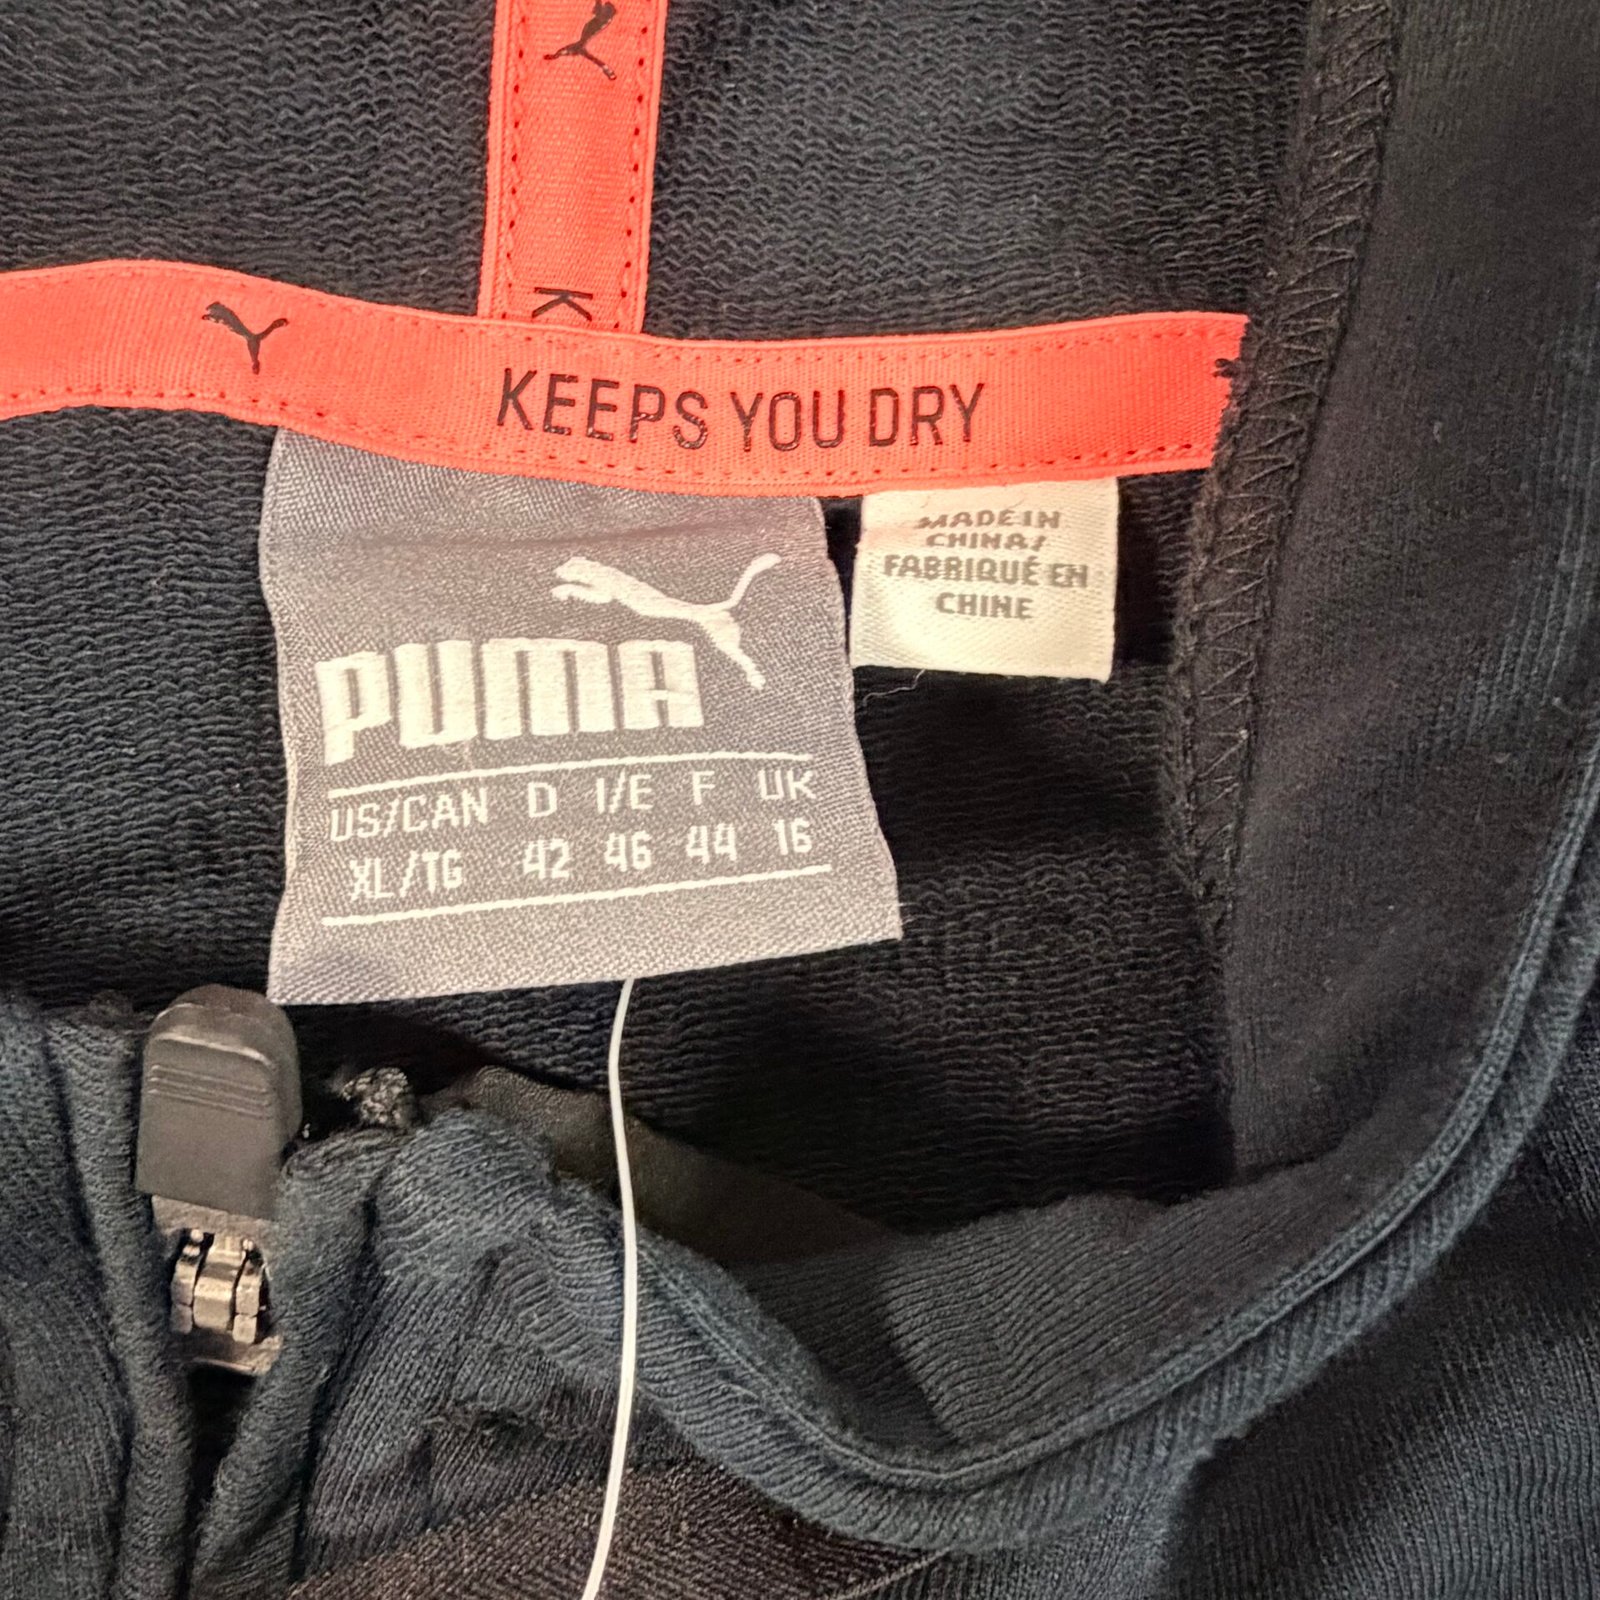 K
KEEPS YOU DRY
MADE IN
CHINA/
FABRIQUÉ EN
CHINE
PUMA
US/CAN D I/E F UK
XL/TG 42 46 44 16